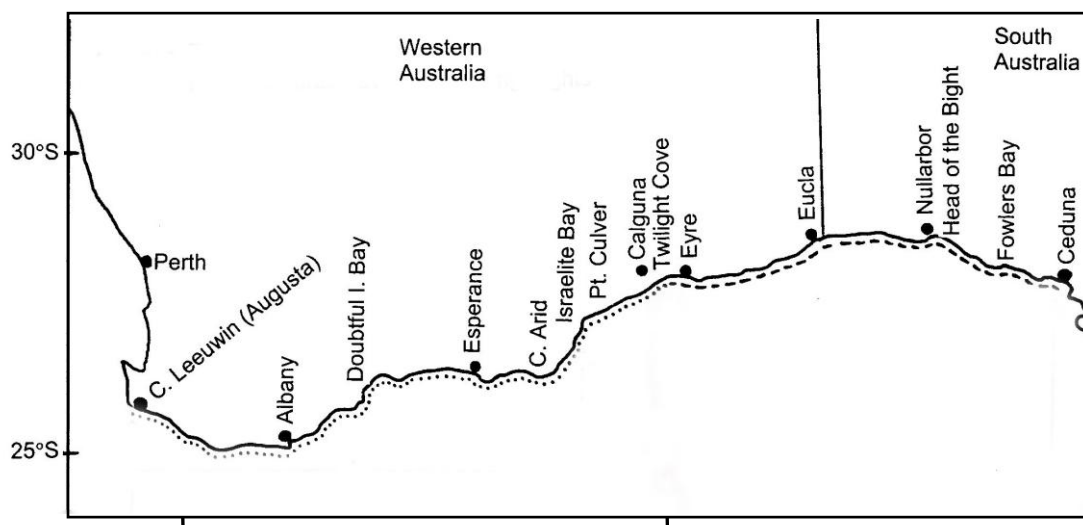 Western
Australia
South
Australia
30°S
25°S
Perth
C. Leeuwin (Augusta)
Albany
Doubtful I. Bay
Esperance
C. Arid
Israelite Bay
Pt. Culver
Calguna
Twilight Cove
Eyre
Eucla
Nullarbor
Head of the Bight
Fowlers Bay
Ceduna